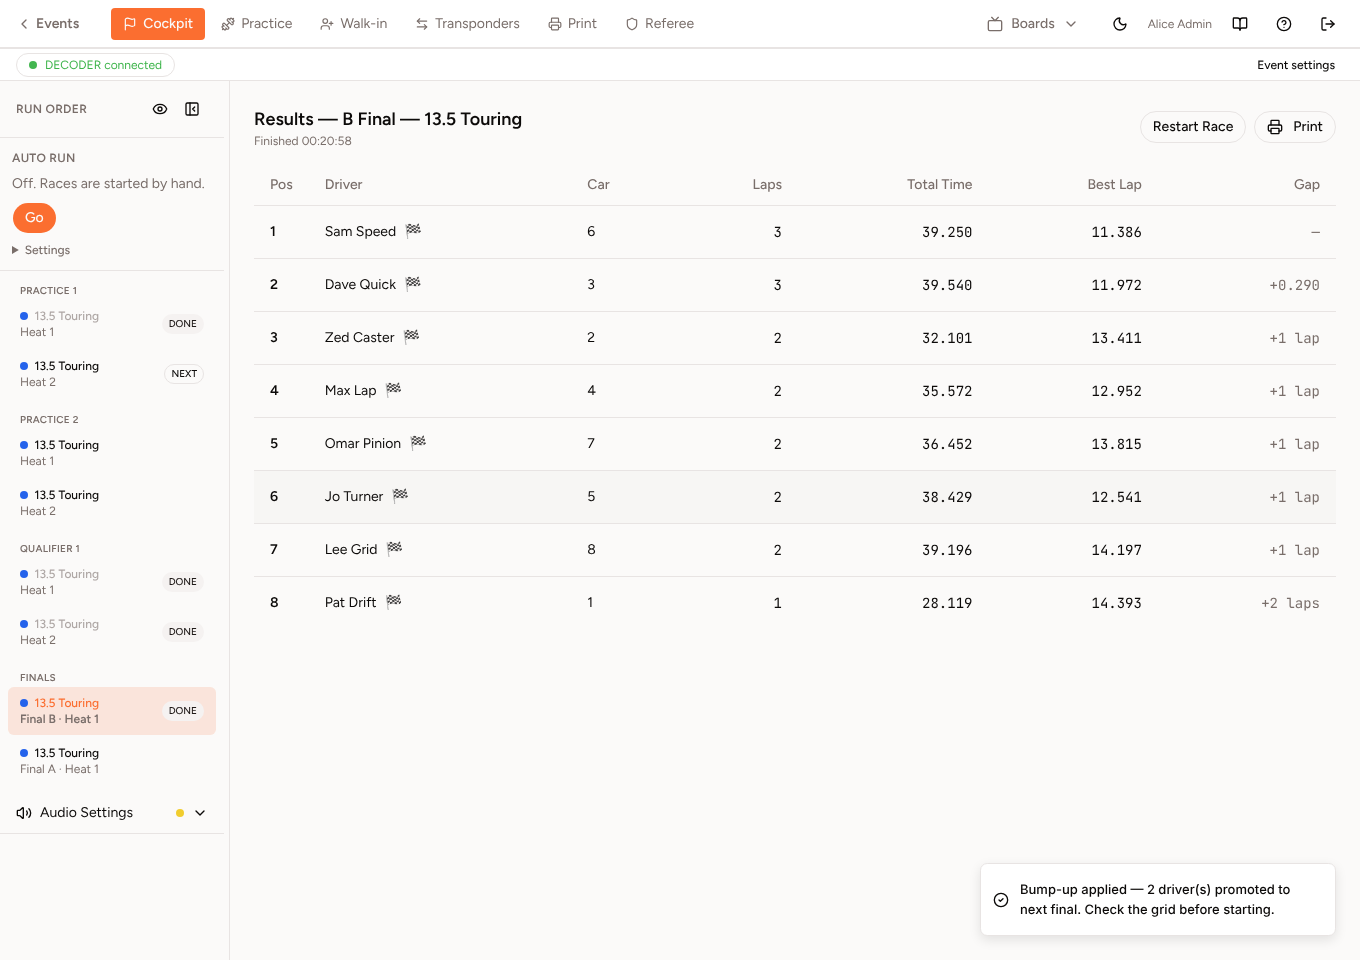 Events Cockpit Practice Walk-in Transponders Print Referee Boards Alice Admin
DECODER connected Event settings
RUN ORDER
AUTO RUN
Off. Races are started by hand.
Go
Settings
PRACTICE 1
13.5 Touring
Heat 1
DONE
13.5 Touring
Heat 2
NEXT
PRACTICE 2
13.5 Touring
Heat 1
13.5 Touring
Heat 2
QUALIFIER 1
13.5 Touring
Heat 1
DONE
13.5 Touring
Heat 2
DONE
FINALS
13.5 Touring
Final B · Heat 1
DONE
13.5 Touring
Final A · Heat 1
Audio Settings
Results — B Final — 13.5 Touring
Finished 00:20:58
Restart Race Print
Pos Driver Car Laps Total Time Best Lap Gap
1 Sam Speed 6 3 39.250 11.386 —
2 Dave Quick 3 3 39.540 11.972 +0.290
3 Zed Caster 2 2 32.101 13.411 +1 lap
4 Max Lap 4 2 35.572 12.952 +1 lap
5 Omar Pinion 7 2 36.452 13.815 +1 lap
6 Jo Turner 5 2 38.429 12.541 +1 lap
7 Lee Grid 8 2 39.196 14.197 +1 lap
8 Pat Drift 1 1 28.119 14.393 +2 laps
Bump-up applied — 2 driver(s) promoted to
next final. Check the grid before starting.